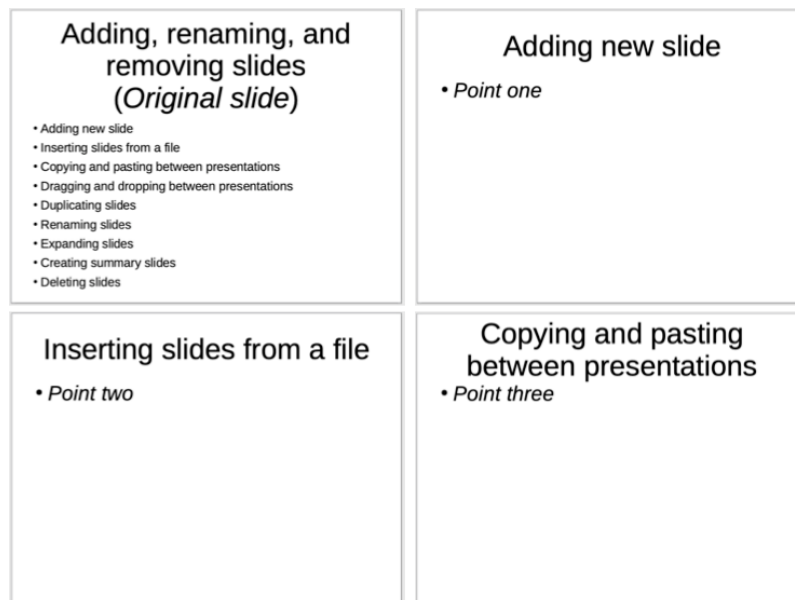 Adding, renaming, and
removing slides
(Original slide)
• Adding new slide
• Inserting slides from a file
• Copying and pasting between presentations
• Dragging and dropping between presentations
• Duplicating slides
• Renaming slides
• Expanding slides
• Creating summary slides
• Deleting slides
Adding new slide
• Point one
Inserting slides from a file
• Point two
Copying and pasting
between presentations
• Point three